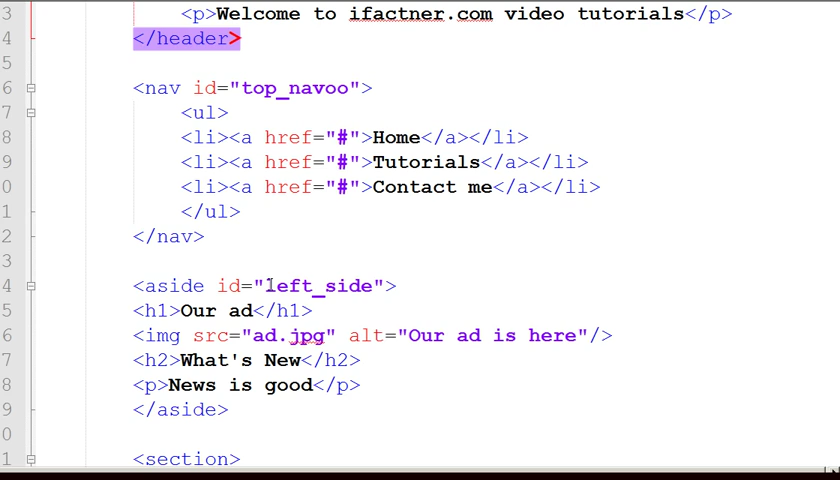 3 <p>Welcome to ifactner.com video tutorials</p>
4 </header>
5
6 <nav id="top_navoo">
7 <ul>
8 <li><a href="#">Home</a></li>
9 <li><a href="#">Tutorials</a></li>
0 <li><a href="#">Contact me</a></li>
1 </ul>
2 </nav>
3
4 <aside id="left_side">
5 <h1>Our ad</h1>
6 <img src="ad.jpg" alt="Our ad is here"/>
7 <h2>What's New</h2>
8 <p>News is good</p>
9 </aside>
0
1 <section>